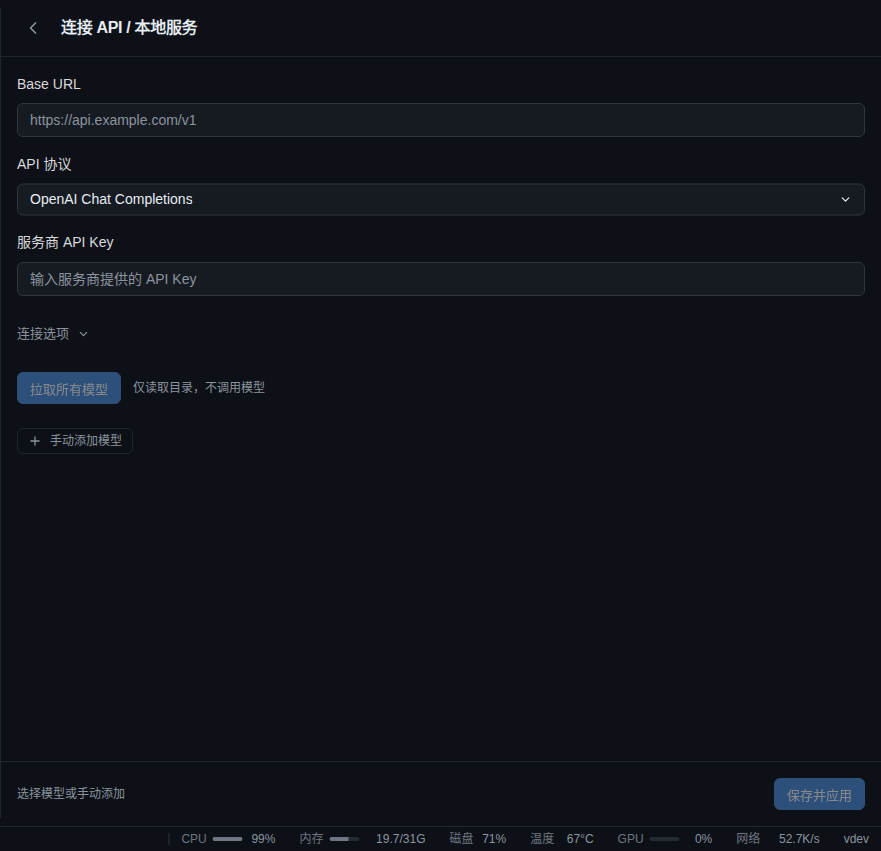 连接 API / 本地服务
Base URL
https://api.example.com/v1
API 协议
OpenAI Chat Completions
服务商 API Key
输入服务商提供的 API Key
连接选项
拉取所有模型 仅读取目录，不调用模型
手动添加模型
选择模型或手动添加 保存并应用
CPU 99% 内存 19.7/31G 磁盘 71% 温度 67°C GPU 0% 网络 52.7K/s vdev